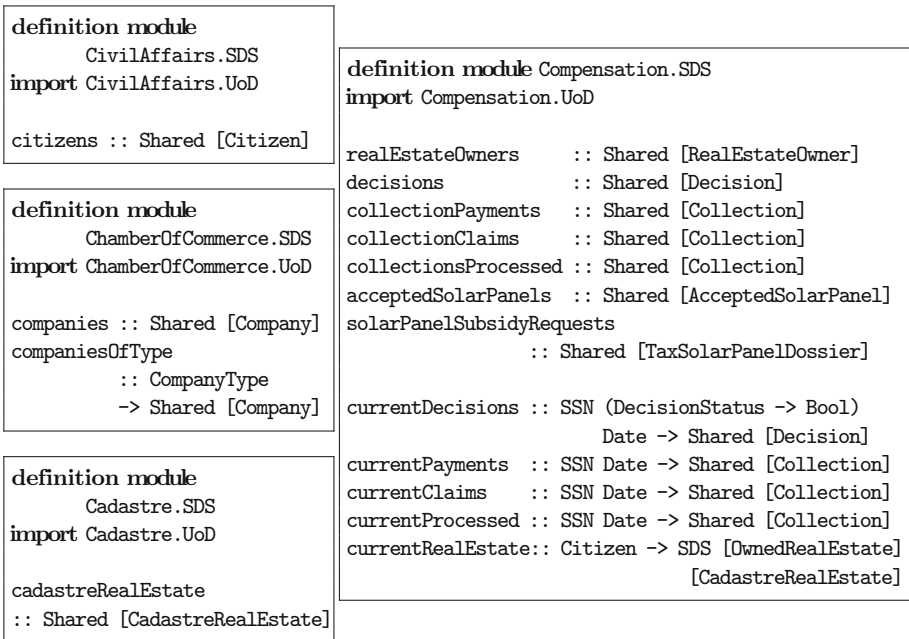 definition module
CivilAffairs.SDS
import CivilAffairs.UoD
citizens :: Shared [Citizen]
definition module
ChamberOfCommerce.SDS
import ChamberOfCommerce.UoD
companies :: Shared [Company]
companiesOfType
:: CompanyType
-> Shared [Company]
definition module
Cadastre.SDS
import Cadastre.UoD
cadastreRealEstate
:: Shared [CadastreRealEstate]
definition module Compensation.SDS
import Compensation.UoD
realEstateOwners :: Shared [RealEstateOwner]
decisions :: Shared [Decision]
collectionPayments :: Shared [Collection]
collectionClaims :: Shared [Collection]
collectionsProcessed :: Shared [Collection]
acceptedSolarPanels :: Shared [AcceptedSolarPanel]
solarPanelSubsidyRequests
:: Shared [TaxSolarPanelDossier]
currentDecisions :: SSN (DecisionStatus -> Bool)
Date -> Shared [Decision]
currentPayments :: SSN Date -> Shared [Collection]
currentClaims :: SSN Date -> Shared [Collection]
currentProcessed :: SSN Date -> Shared [Collection]
currentRealEstate:: Citizen -> SDS [OwnedRealEstate]
[CadastreRealEstate]